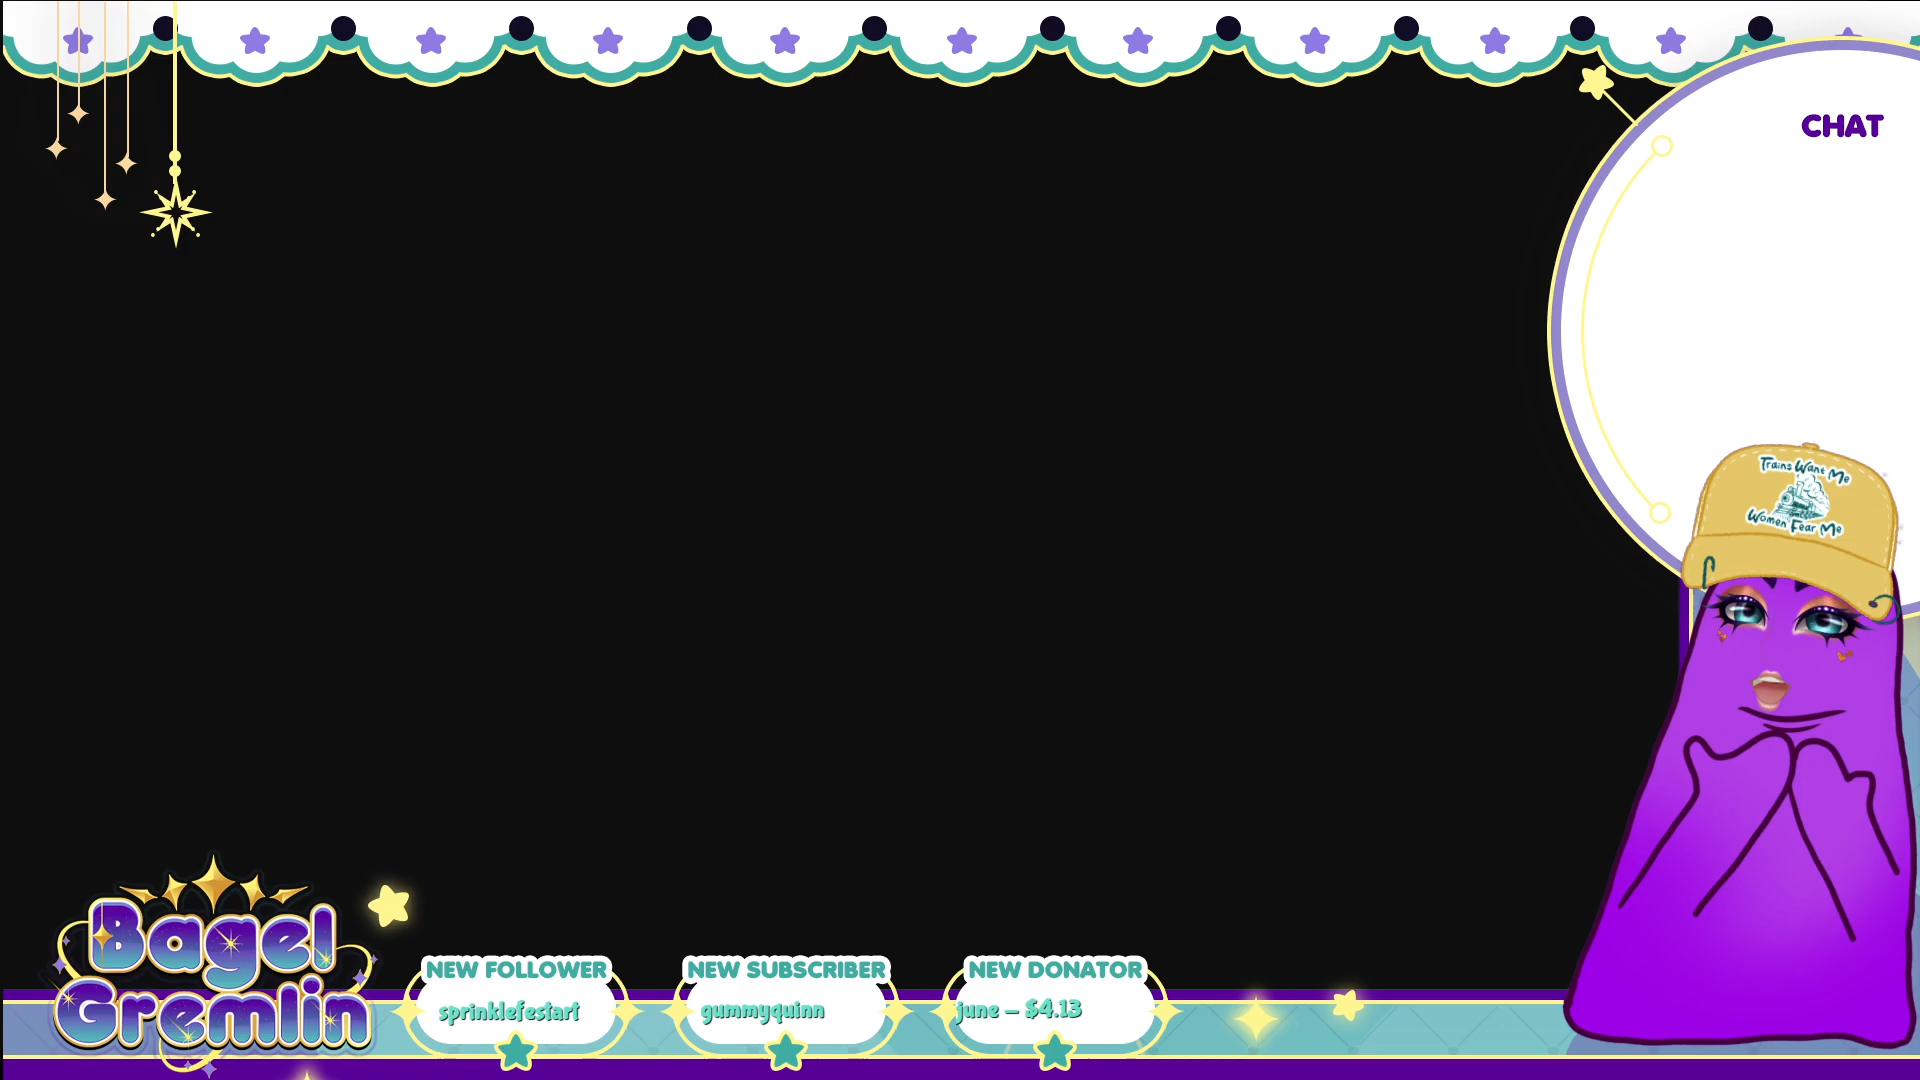 CHAT
Trains Want Me
Women Fear Me
Bagel
Gremlin
NEW FOLLOWER
sprinklefestart
NEW SUBSCRIBER
gummyquinn
NEW DONATOR
june – $4.13